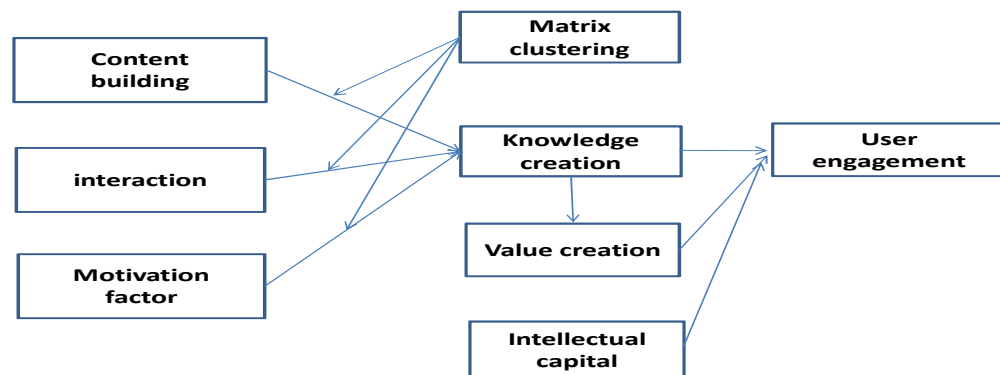 Matrix
clustering
Content
building
Knowledge
creation
User
engagement
interaction
Value creation
Motivation
factor
Intellectual
capital